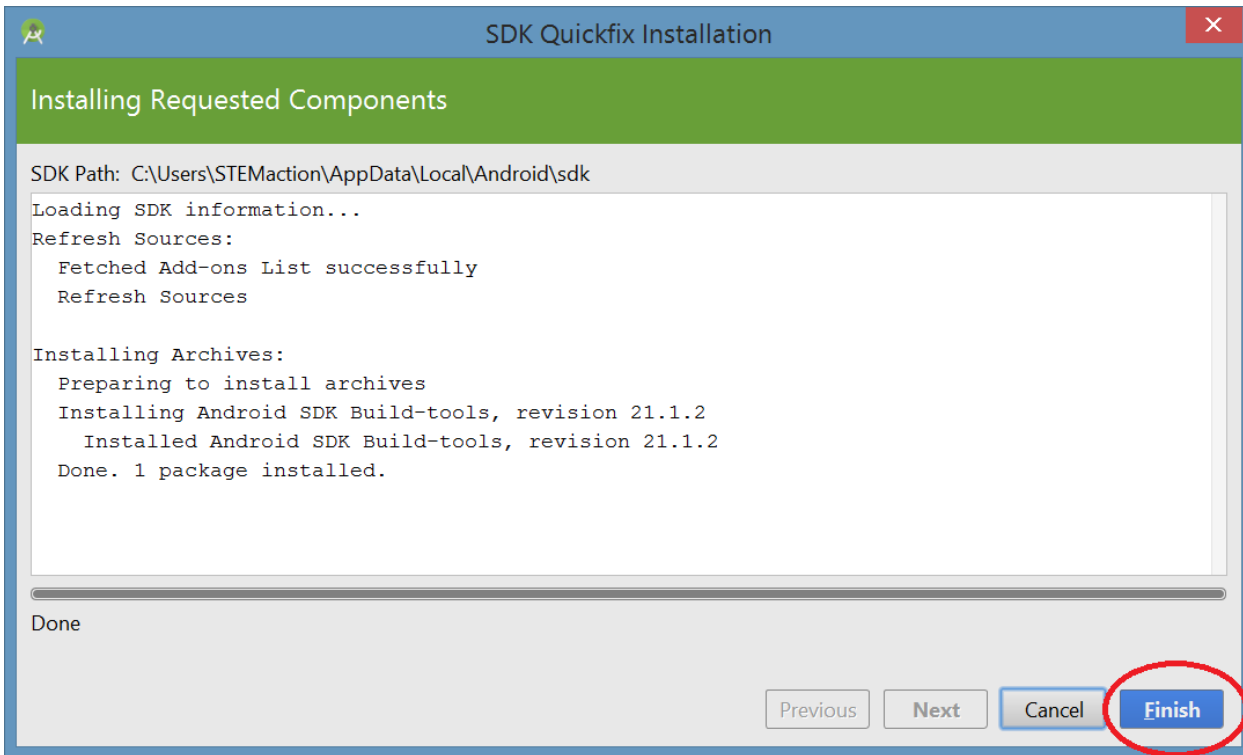 SDK Quickfix Installation
Installing Requested Components
SDK Path: C:\Users\STEMaction\AppData\Local\Android\sdk
Loading SDK information...
Refresh Sources:
Fetched Add-ons List successfully
Refresh Sources
Installing Archives:
Preparing to install archives
Installing Android SDK Build-tools, revision 21.1.2
Installed Android SDK Build-tools, revision 21.1.2
Done. 1 package installed.
Done
Previous Next Cancel Finish